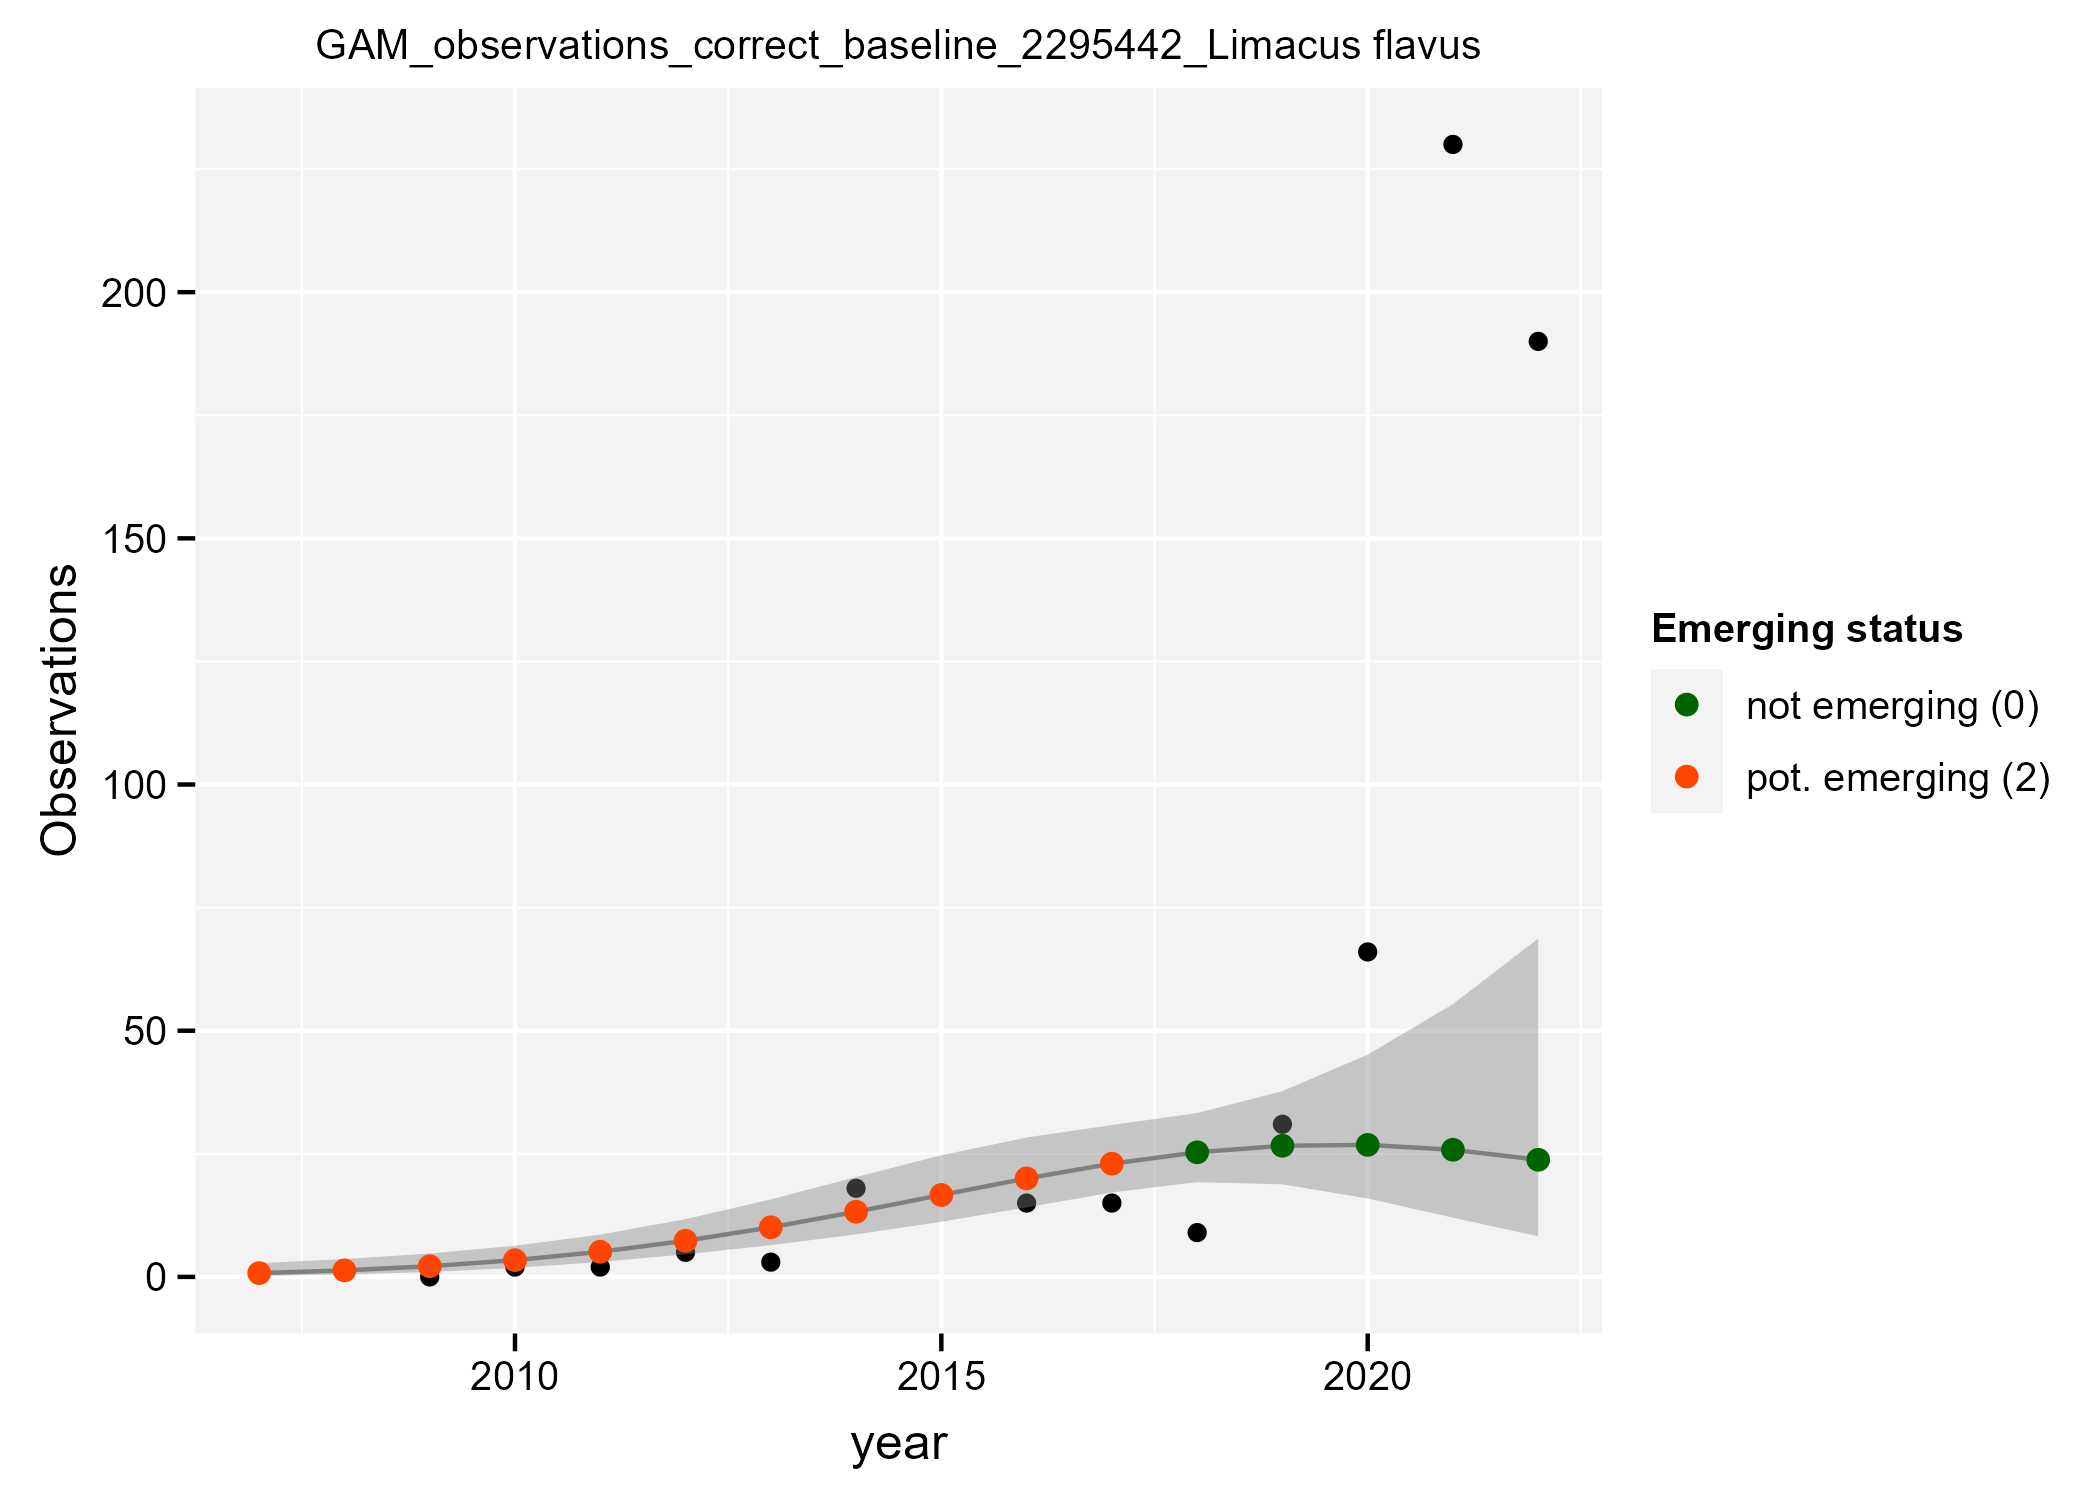 GAM_observations_correct_baseline_2295442_Limacus flavus
Observations
200
150
100
50
0
2010
2015
2020
year
Emerging status
not emerging (0)
pot. emerging (2)